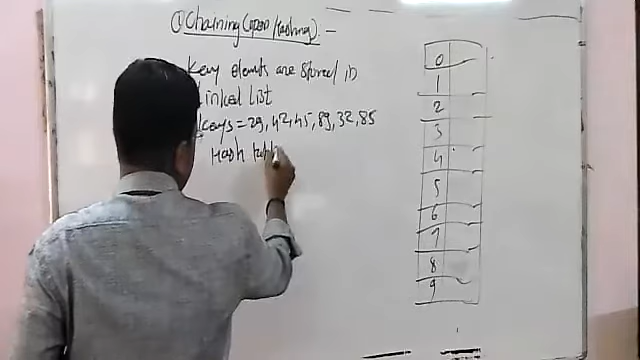 ① Chaining (open Hashing) -
Key elements are stored in
Linked List
Keys = 29, 42, 45, 89, 32, 85
Hash table
0
1
2
3
4
5
6
7
8
9